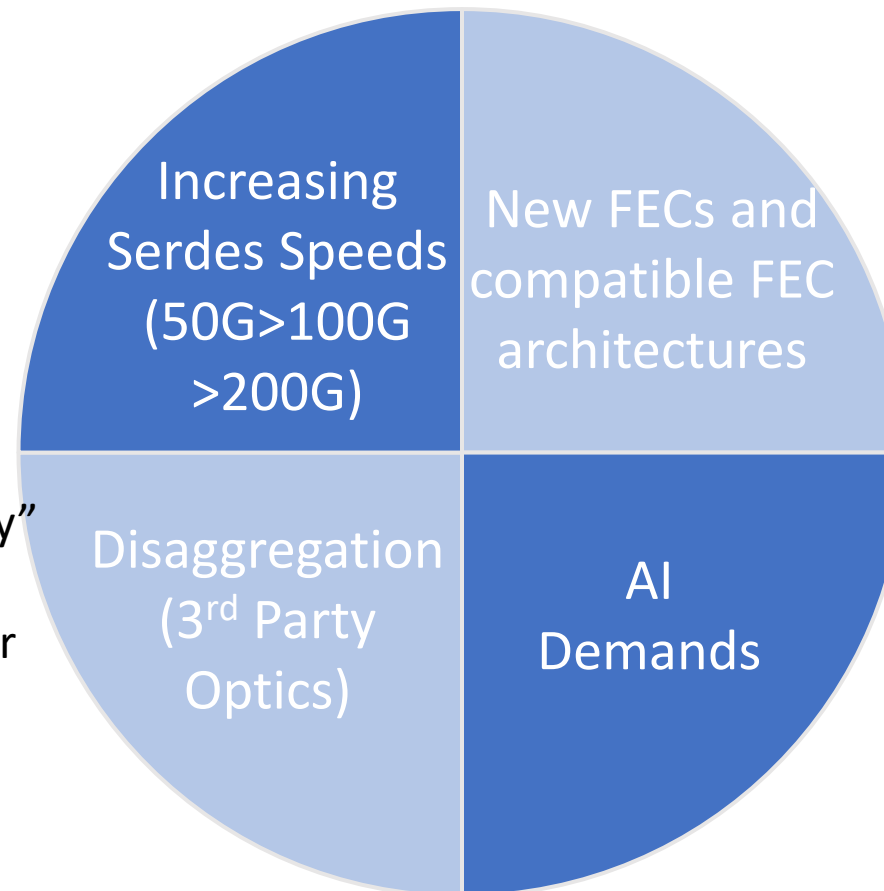 Increasing
Serdes Speeds
(50G>100G
>200G)
New FECs and
compatible FEC
architectures
Disaggregation
(3rd Party
Optics)
AI
Demands